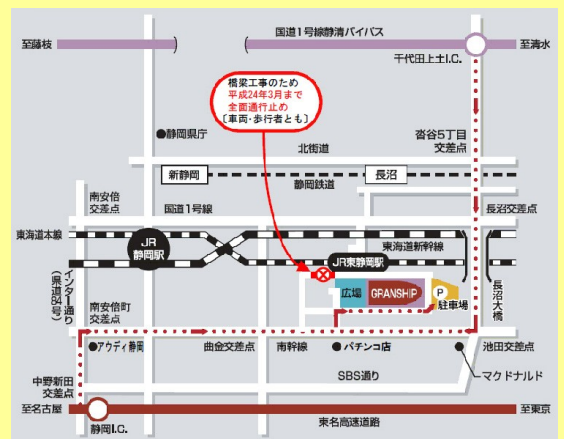 国道1号線静清バイパス
至藤枝
至清水
千代田上土I.C.
橋梁工事のため
平成24年3月まで
全面通行止め
〔車両・歩行者とも〕
静岡県庁
沓谷5丁目
交差点
北街道
新静岡
長沼
静岡鉄道
南安倍
交差点
国道1号線
長沼交差点
東海道本線
JR
静岡駅
東海道新幹線
JR東静岡駅
インター通り
(県道84号)
広場
GRANSHIP
P
駐車場
長沼大橋
南安倍町
交差点
アウディ静岡
曲金交差点
南幹線
パチンコ店
池田交差点
SBS通り
マクドナルド
中野新田
交差点
至名古屋
至東京
静岡I.C.
東名高速道路